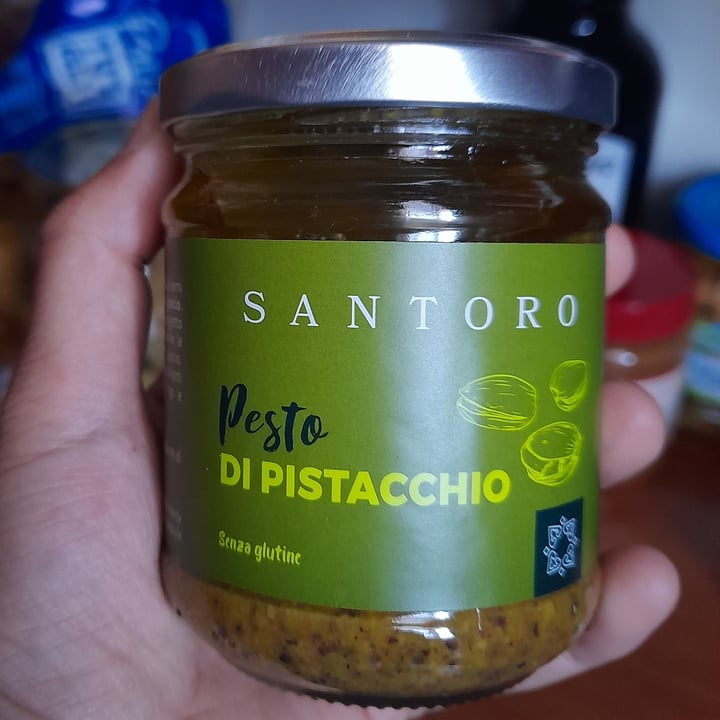 SANTORO
Pesto
DI PISTACCHIO
Senza glutine